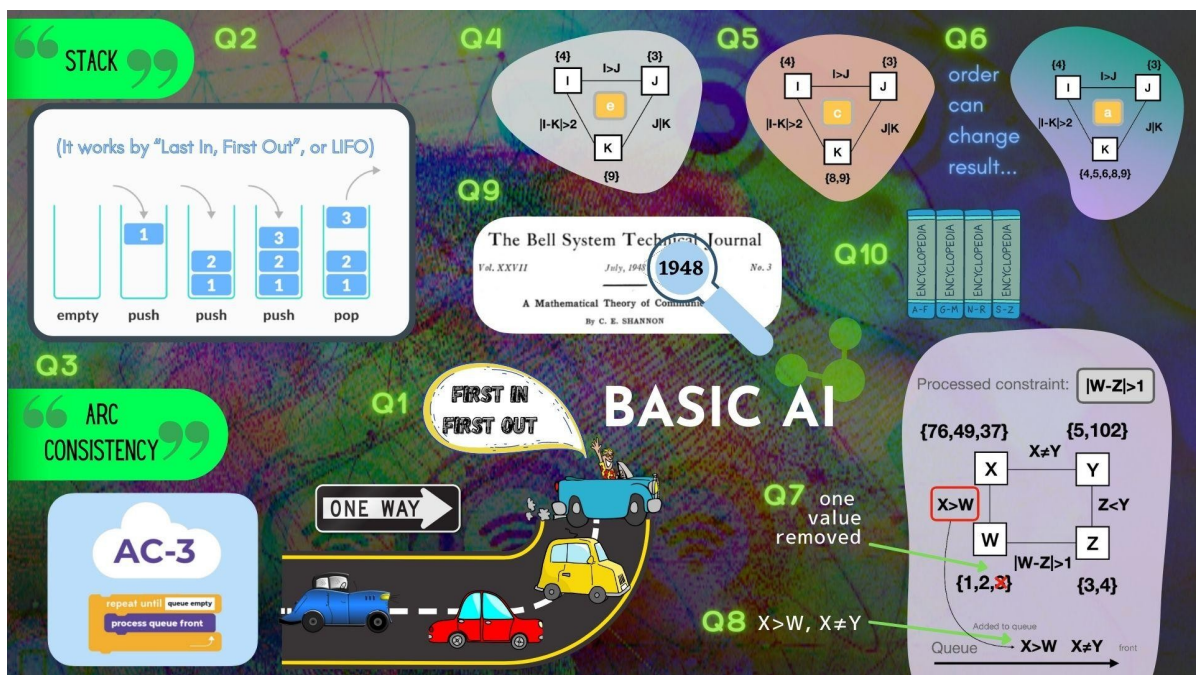 STACK
Q2
(It works by "Last In, First Out", or LIFO)
1
2
1
3
2
1
3
2
1
empty
push
push
push
pop
Q4
{4}
I>J
{3}
I
J
e
|I-K|>2
J|K
K
{9}
Q5
{4}
I>J
{3}
I
J
c
|I-K|>2
J|K
K
{8,9}
Q6
order
can
change
result...
{4}
I>J
{3}
I
J
a
|I-K|>2
J|K
K
{4,5,6,8,9}
Q9
The Bell System Technical Journal
Vol. XXVII
July, 1948
No. 3
1948
A Mathematical Theory of Communic
By C. E. SHANNON
Q10
ENCYCLOPEDIA
ENCYCLOPEDIA
ENCYCLOPEDIA
ENCYCLOPEDIA
A-F
G-M
N-R
S-Z
Q3
ARC
CONSISTENCY
AC-3
repeat until queue empty
process queue front
Q1
FIRST IN
FIRST OUT
ONE WAY
BASIC AI
Q7 one
value
removed
Q8 X>W, X≠Y
Processed constraint: |W-Z|>1
{76,49,37}
{5,102}
X≠Y
X
Y
X>W
Z<Y
W
Z
|W-Z|>1
{1,2,3}
{3,4}
Added to queue
Queue
X>W X≠Y front